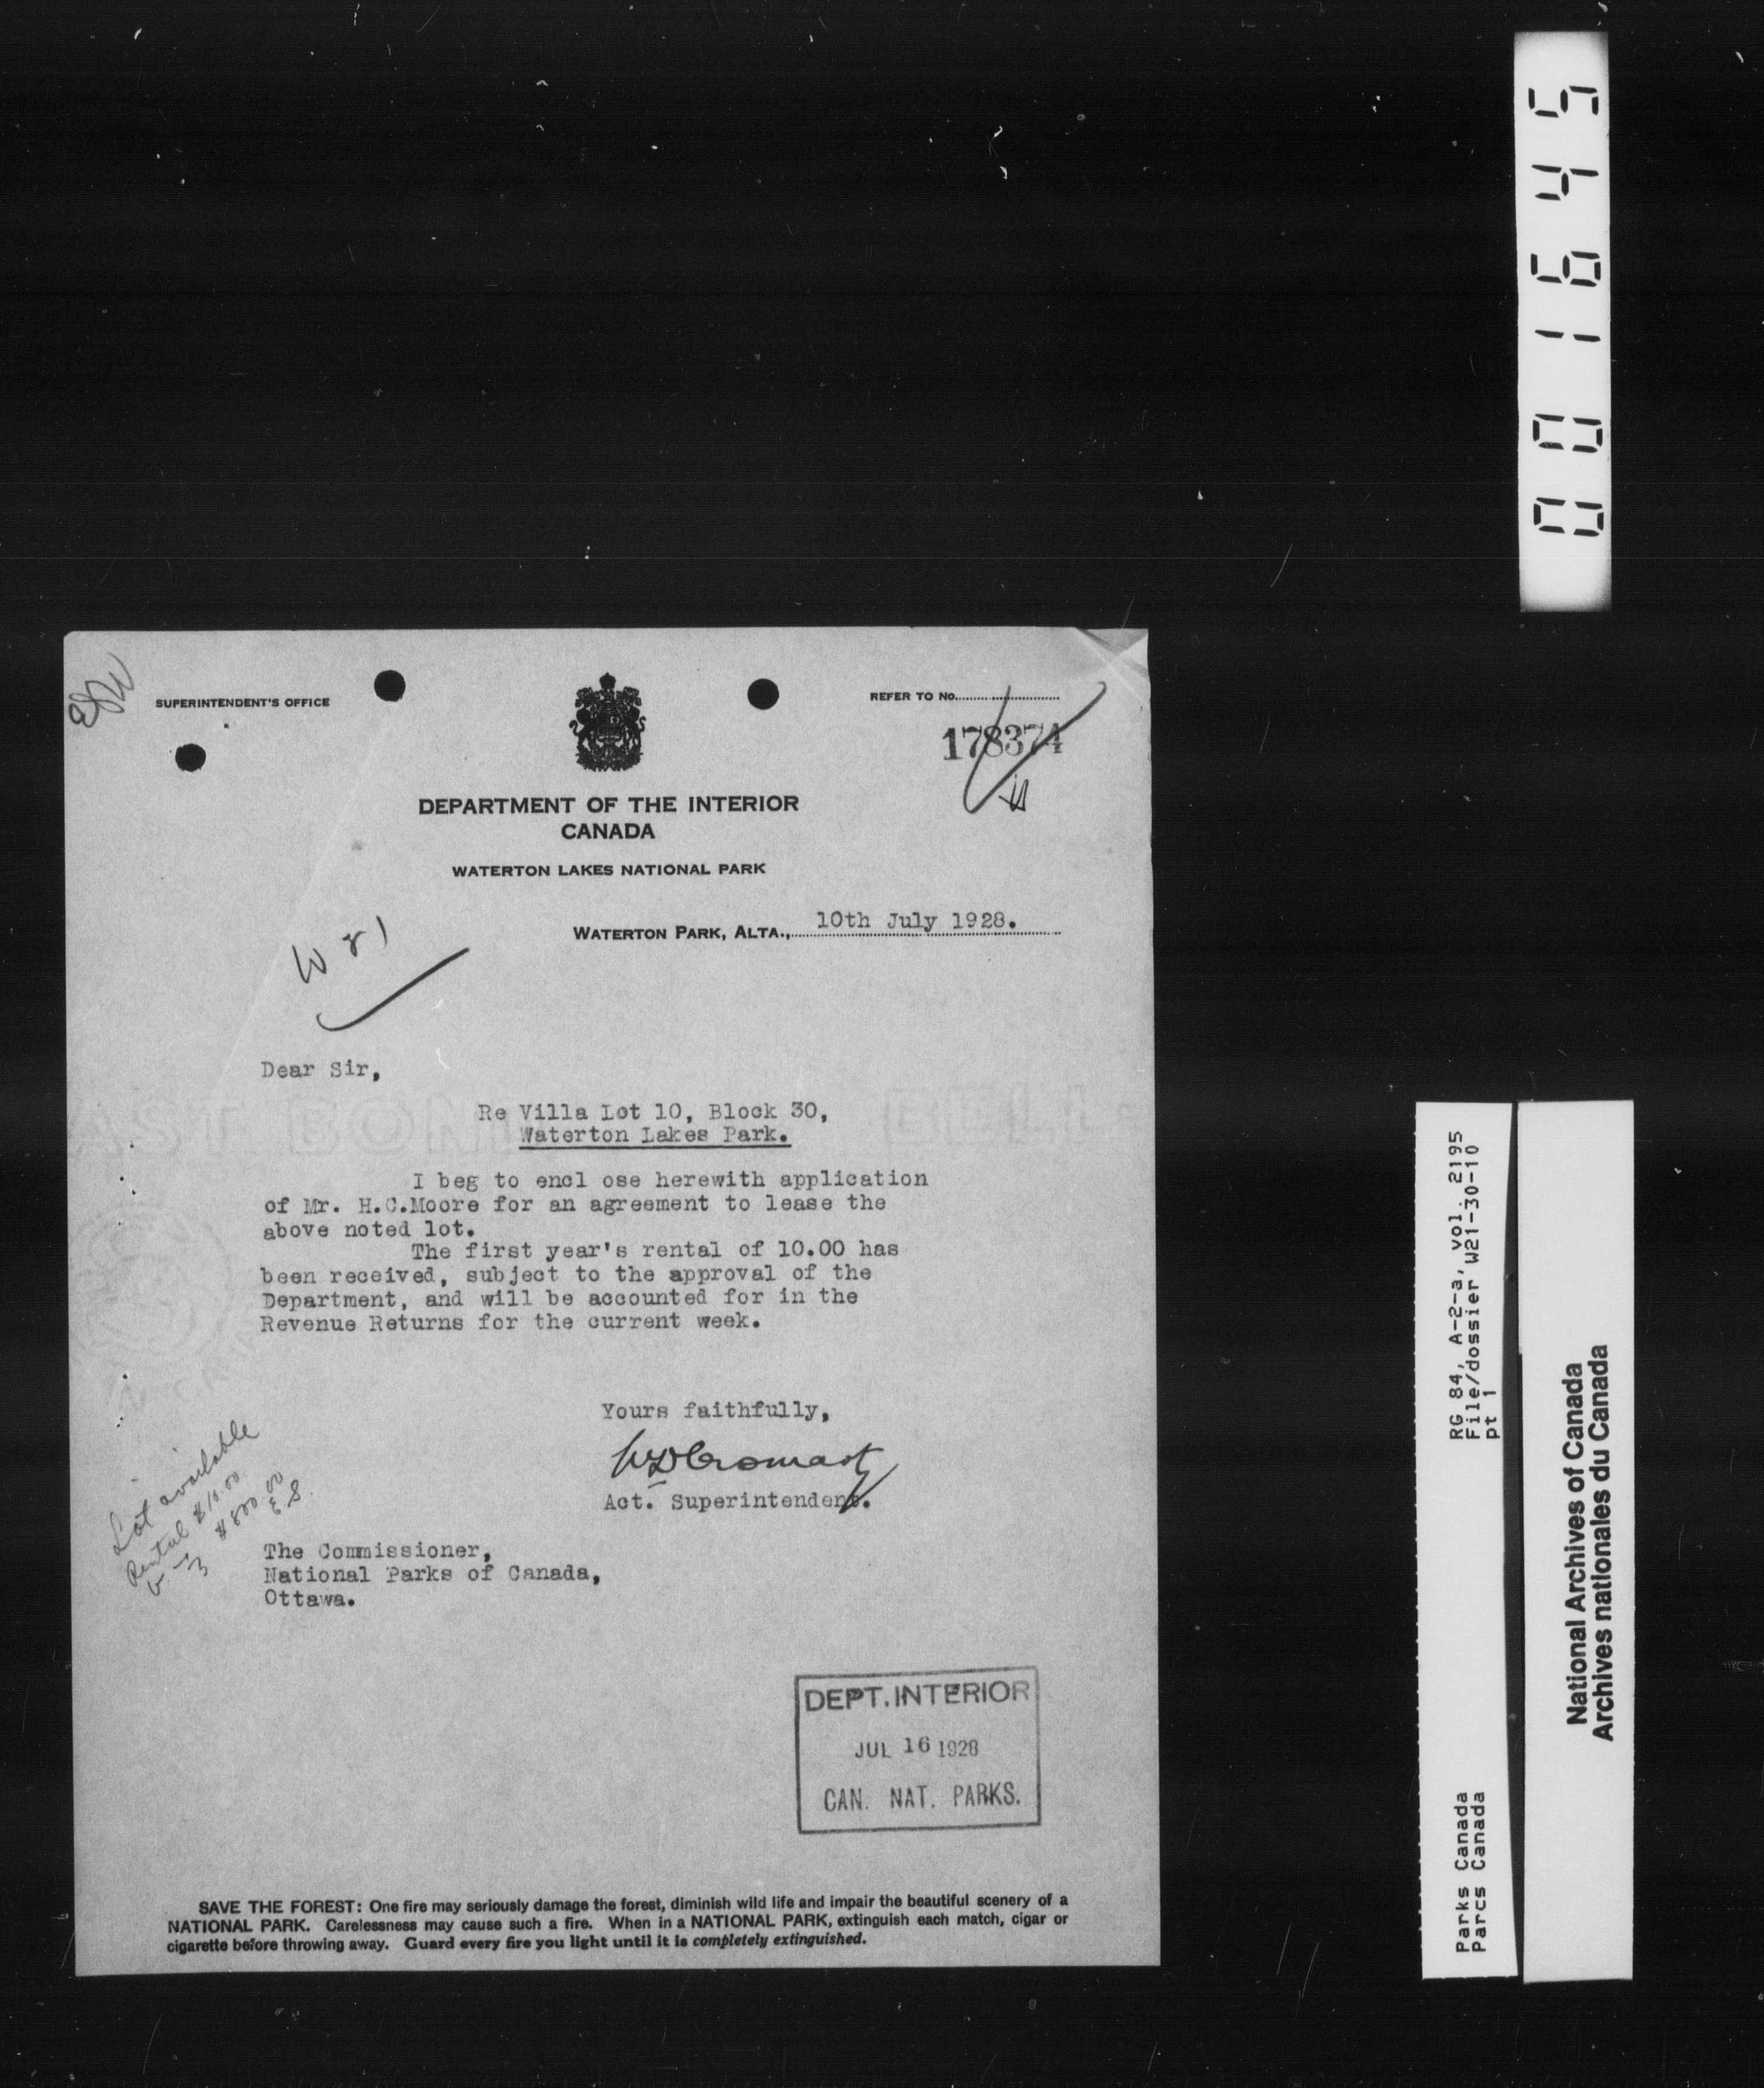 001645
SUPERINTENDENT'S OFFICE
REFER TO No.
178374
DEPARTMENT OF THE INTERIOR
CANADA
WATERTON LAKES NATIONAL PARK
WATERTON PARK, ALTA., 10th July 1928.
Dear Sir,
Re Villa Lot 10, Block 30,
Waterton Lakes Park.
I beg to encl ose herewith application
of Mr. H.C.Moore for an agreement to lease the
above noted lot.
The first year's rental of 10.00 has
been received, subject to the approval of the
Department, and will be accounted for in the
Revenue Returns for the current week.
Yours faithfully,
Act. Superintendent.
Lot available
Rental $10.00
$800.00
E.S.
The Commissioner,
National Parks of Canada,
Ottawa.
DEPT. INTERIOR
JUL 16 1928
CAN. NAT. PARKS.
SAVE THE FOREST: One fire may seriously damage the forest, diminish wild life and impair the beautiful scenery of a
NATIONAL PARK. Carelessness may cause such a fire. When in a NATIONAL PARK, extinguish each match, cigar or
cigarette before throwing away. Guard every fire you light until it is completely extinguished.
RG 84, A-2-a, vol. 2195
File/dossier W21-30-10
pt 1
Parks Canada
Parcs Canada
National Archives of Canada
Archives nationales du Canada